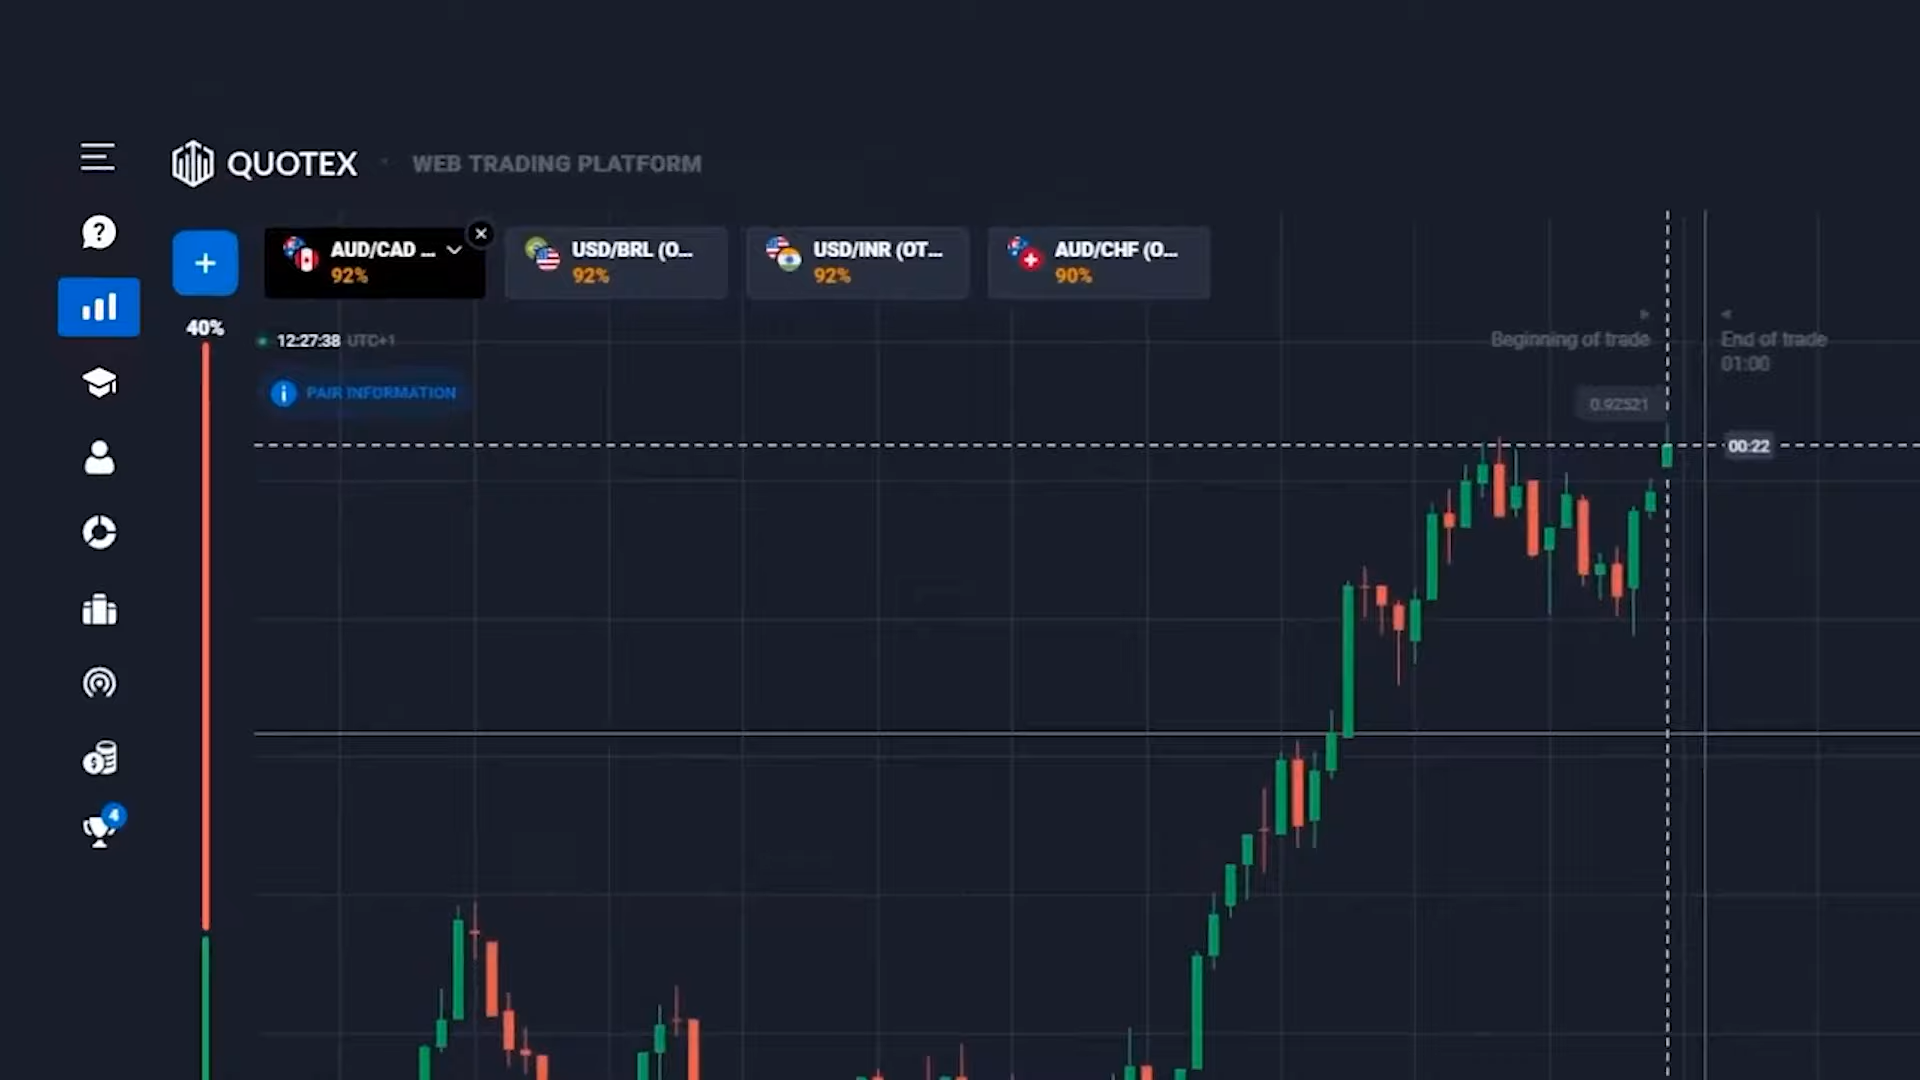 QUOTEX WEB TRADING PLATFORM
AUD/CAD ...
92%
USD/BRL (O...
92%
USD/INR (OT...
92%
AUD/CHF (O...
90%
40%
12:27:38 UTC+1
PAIR INFORMATION
Beginning of trade
End of trade
01:00
0.92521
00:22
4